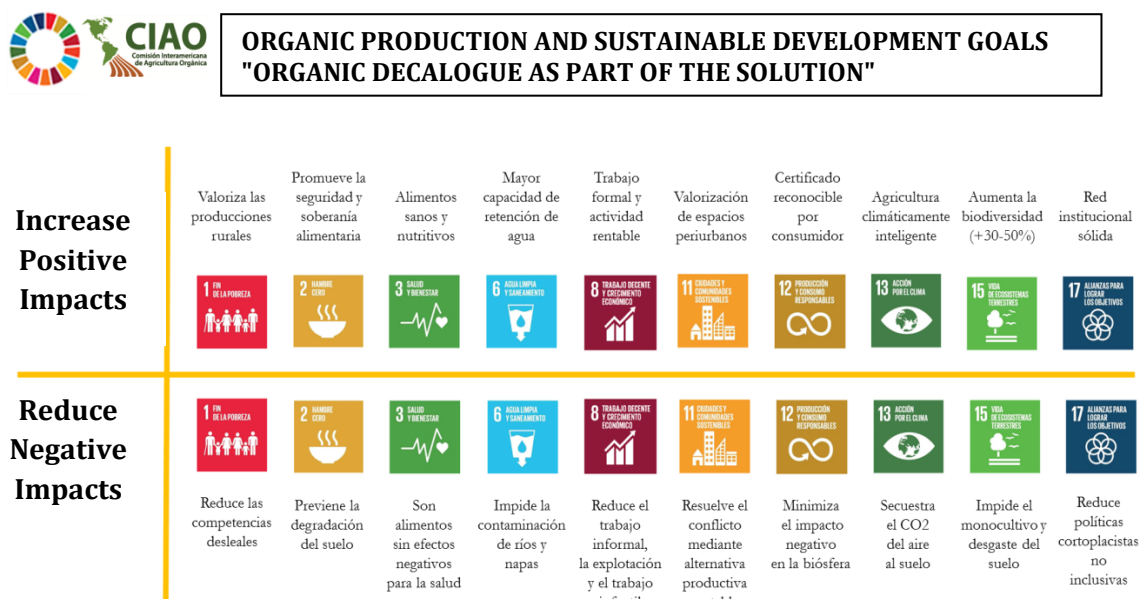 CIAO
Comisión Interamericana
de Agricultura Orgánica
ORGANIC PRODUCTION AND SUSTAINABLE DEVELOPMENT GOALS
"ORGANIC DECALOGUE AS PART OF THE SOLUTION"
Increase
Positive
Impacts
Valoriza las
producciones
rurales
Promueve la
seguridad y
soberanía
alimentaria
Alimentos
sanos y
nutritivos
Mayor
capacidad de
retención de
agua
Trabajo
formal y
actividad
rentable
Valorización
de espacios
periurbanos
Certificado
reconocible
por
consumidor
Agricultura
climáticamente
inteligente
Aumenta la
biodiversidad
(+30-50%)
Red
institucional
sólida
1 FIN
DE LA POBREZA
2 HAMBRE
CERO
3 SALUD
Y BIENESTAR
6 AGUA LIMPIA
Y SANEAMIENTO
8 TRABAJO DECENTE
Y CRECIMIENTO
ECONÓMICO
11 CIUDADES Y
COMUNIDADES
SOSTENIBLES
12 PRODUCCIÓN
Y CONSUMO
RESPONSABLES
13 ACCIÓN
POR EL CLIMA
15 VIDA
DE ECOSISTEMAS
TERRESTRES
17 ALIANZAS PARA
LOGRAR
LOS OBJETIVOS
Reduce
Negative
Impacts
1 FIN
DE LA POBREZA
2 HAMBRE
CERO
3 SALUD
Y BIENESTAR
6 AGUA LIMPIA
Y SANEAMIENTO
8 TRABAJO DECENTE
Y CRECIMIENTO
ECONÓMICO
11 CIUDADES Y
COMUNIDADES
SOSTENIBLES
12 PRODUCCIÓN
Y CONSUMO
RESPONSABLES
13 ACCIÓN
POR EL CLIMA
15 VIDA
DE ECOSISTEMAS
TERRESTRES
17 ALIANZAS PARA
LOGRAR
LOS OBJETIVOS
Reduce las
competencias
desleales
Previene la
degradación
del suelo
Son
alimentos
sin efectos
negativos
para la salud
Impide la
contaminación
de ríos y
napas
Reduce el
trabajo
informal,
la explotación
y el trabajo
Resuelve el
conflicto
mediante
alternativa
productiva
Minimiza
el impacto
negativo
en la biósfera
Secuestra
el CO2
del aire
al suelo
Impide el
monocultivo y
desgaste del
suelo
Reduce
políticas
cortoplacistas
no
inclusivas